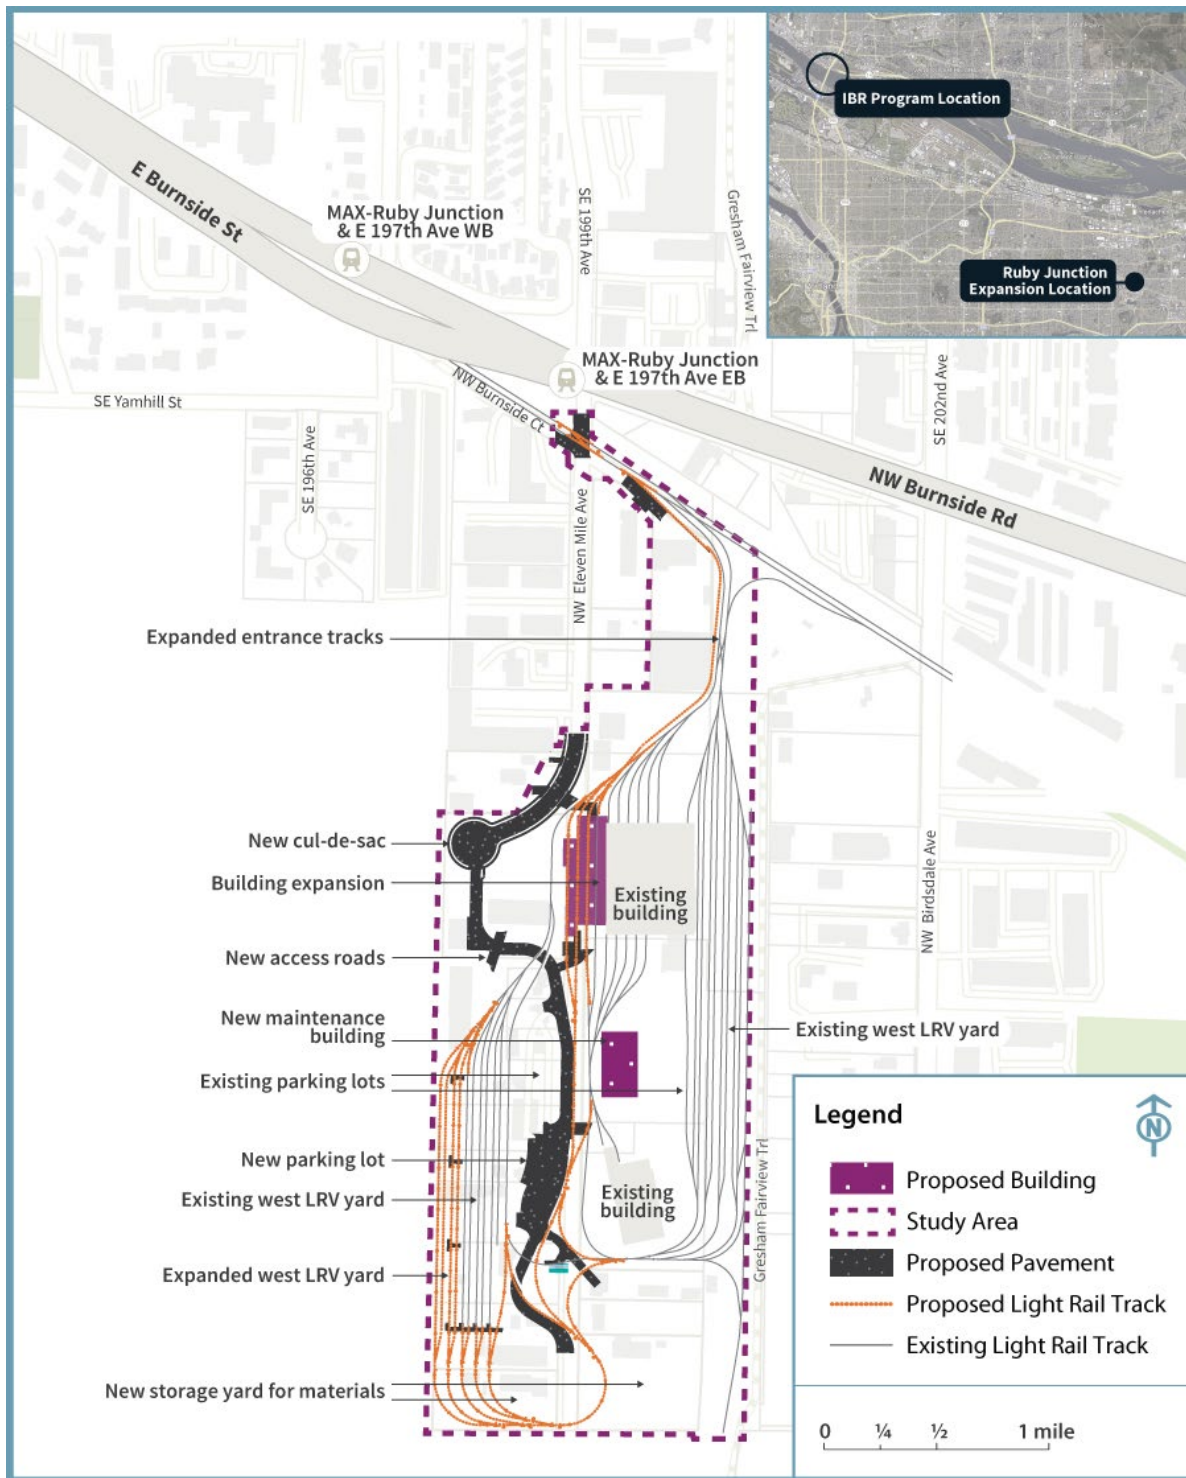 IBR Program Location
Ruby Junction
Expansion Location
E Burnside St
MAX-Ruby Junction
& E 197th Ave WB
SE 199th Ave
Gresham Fairview Trl
MAX-Ruby Junction
& E 197th Ave EB
NW Burnside Ct
SE Yamhill St
SE 196th Ave
SE 202nd Ave
NW Burnside Rd
NW Eleven Mile Ave
Expanded entrance tracks
New cul-de-sac
Building expansion
Existing
building
NW Birdsdale Ave
New access roads
New maintenance
building
Existing west LRV yard
Existing parking lots
New parking lot
Existing west LRV yard
Existing
building
Gresham Fairview Trl
Expanded west LRV yard
New storage yard for materials
Legend
N
Proposed Building
Study Area
Proposed Pavement
Proposed Light Rail Track
Existing Light Rail Track
0 ¼ ½ 1 mile